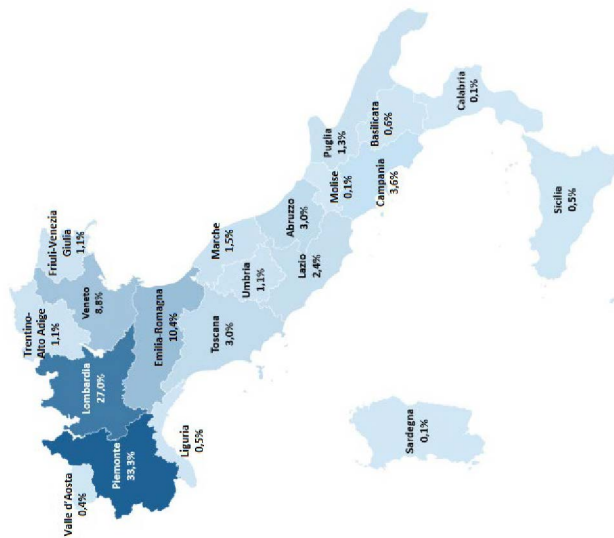 Friuli-Venezia
Giulia
1,1%
Trentino-
Alto Adige
1,1%
Veneto
8,8%
Lombardia
27,0%
Valle d'Aosta
0,4%
Piemonte
33,3%
Emilia-Romagna
10,4%
Liguria
0,5%
Toscana
3,0%
Marche
1,5%
Umbria
1,1%
Abruzzo
3,0%
Lazio
2,4%
Molise
0,1%
Puglia
1,3%
Campania
3,6%
Basilicata
0,6%
Calabria
0,1%
Sicilia
0,5%
Sardegna
0,1%